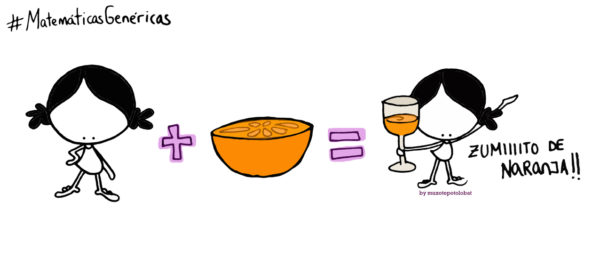 #MatemáticasGenéricas
ZUMIIIITO DE
NARANJA!!
by muxotepotolobat